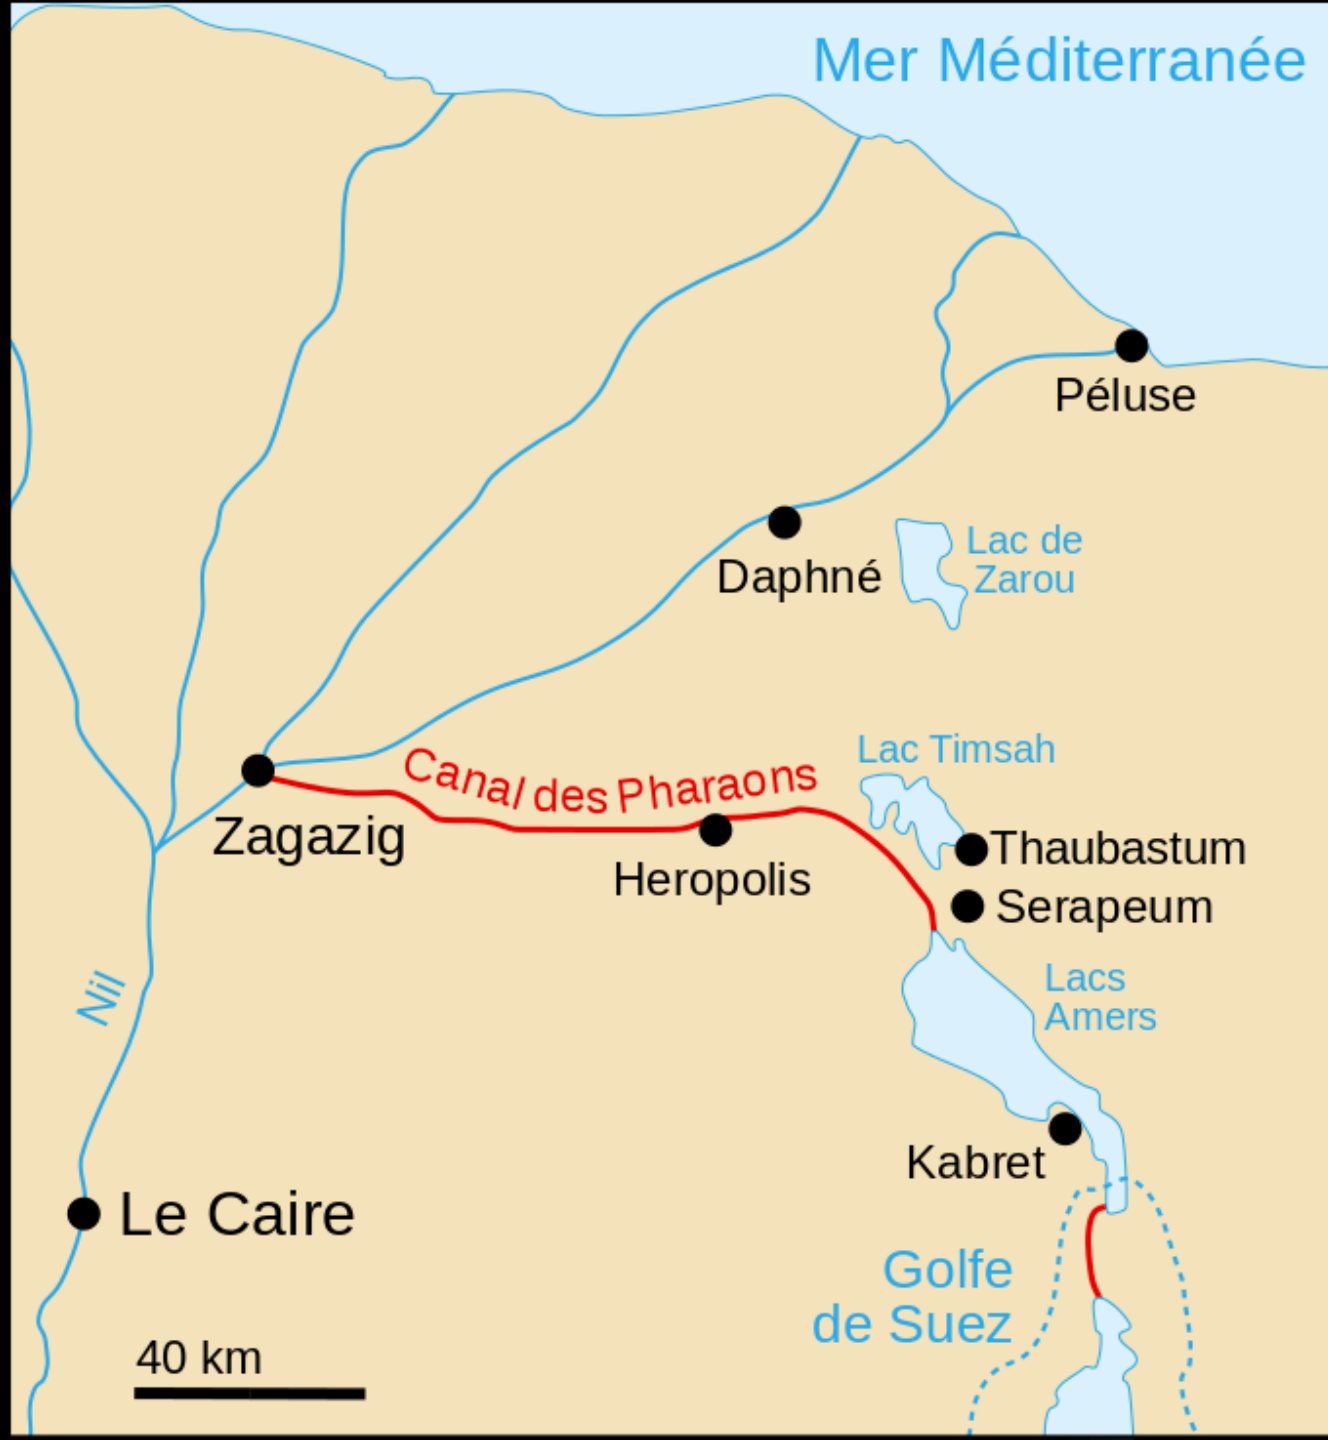 Mer Méditerranée
Péluse
Daphné
Lac de
Zarou
Canal des Pharaons
Lac Timsah
Zagazig
Heropolis
Thaubastum
Serapeum
Nil
Lacs
Amers
Kabret
Le Caire
Golfe
de Suez
40 km